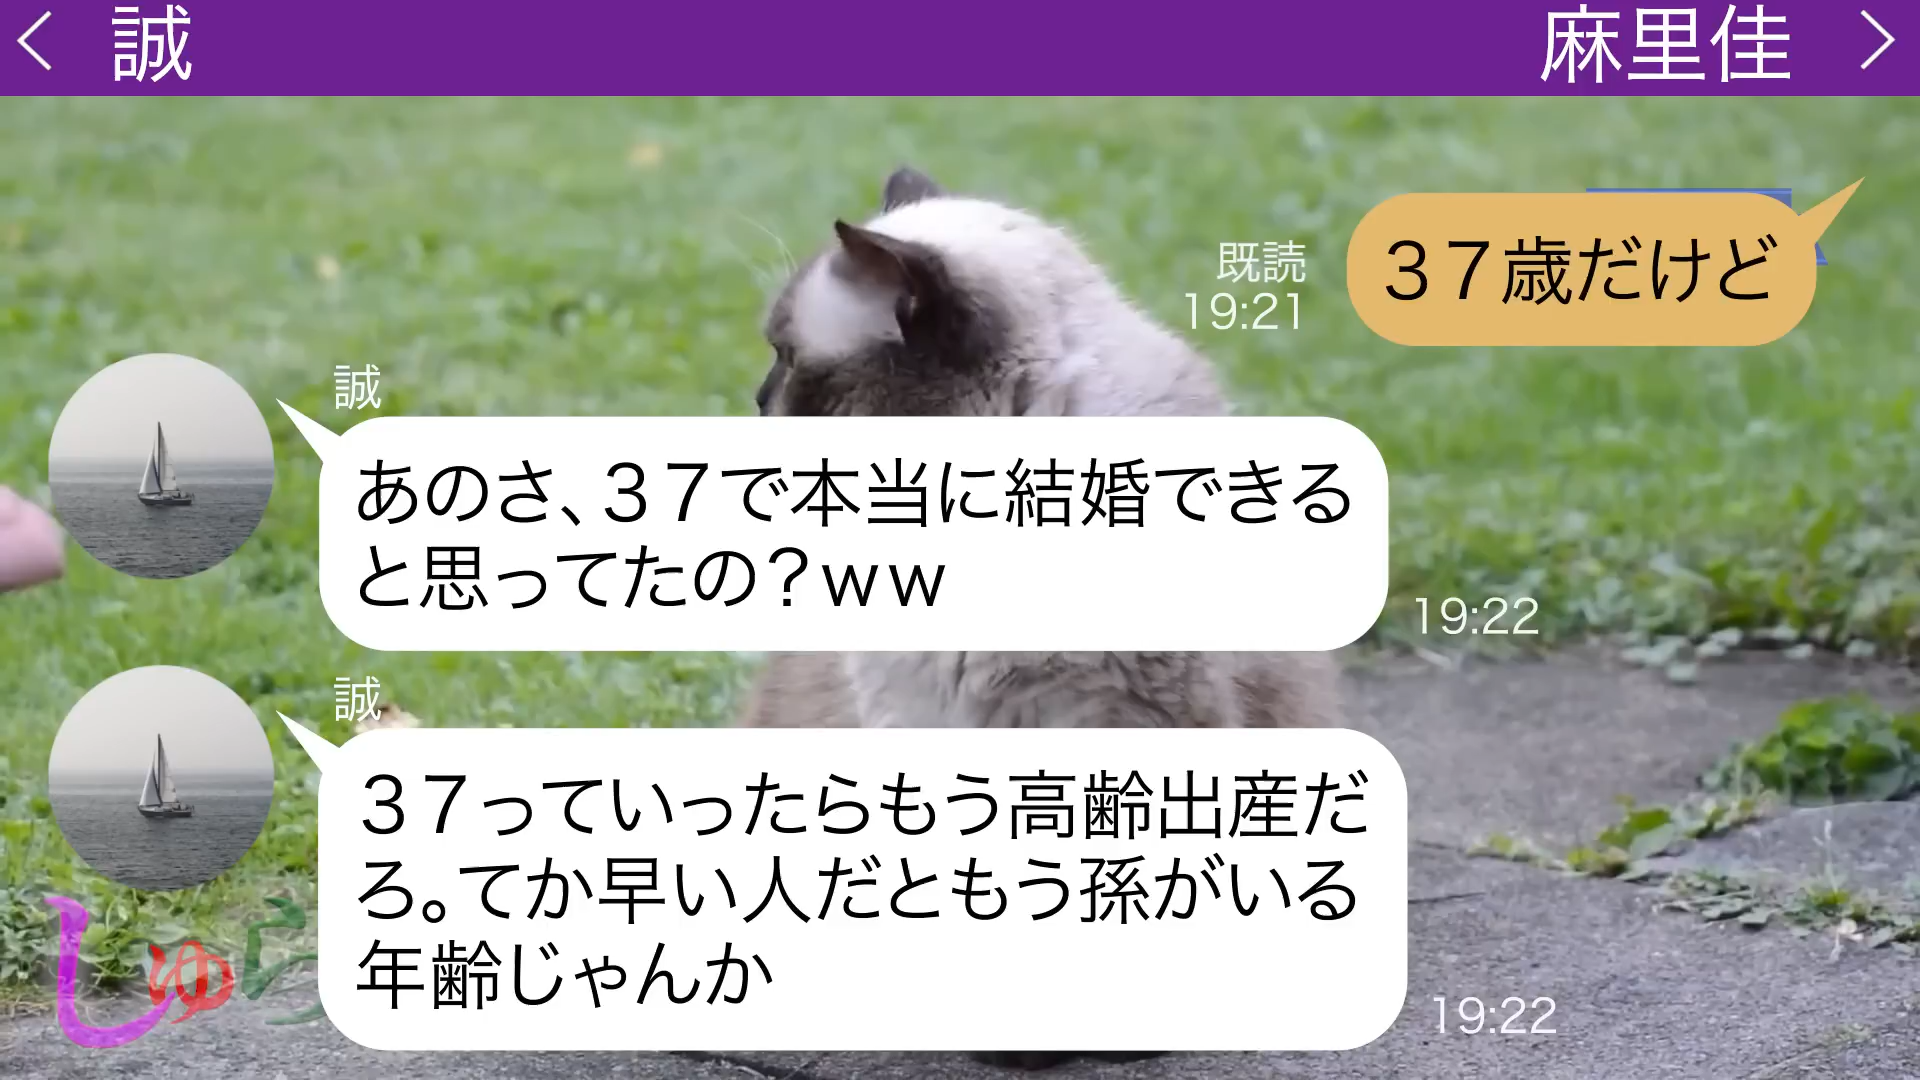 誠
麻里佳
37歳だけど
既読
19:21
誠
あのさ、37で本当に結婚できる
と思ってたの？ww
19:22
誠
37っていったらもう高齢出産だ
ろ。てか早い人だともう孫がいる
年齢じゃんか
19:22
しゅら